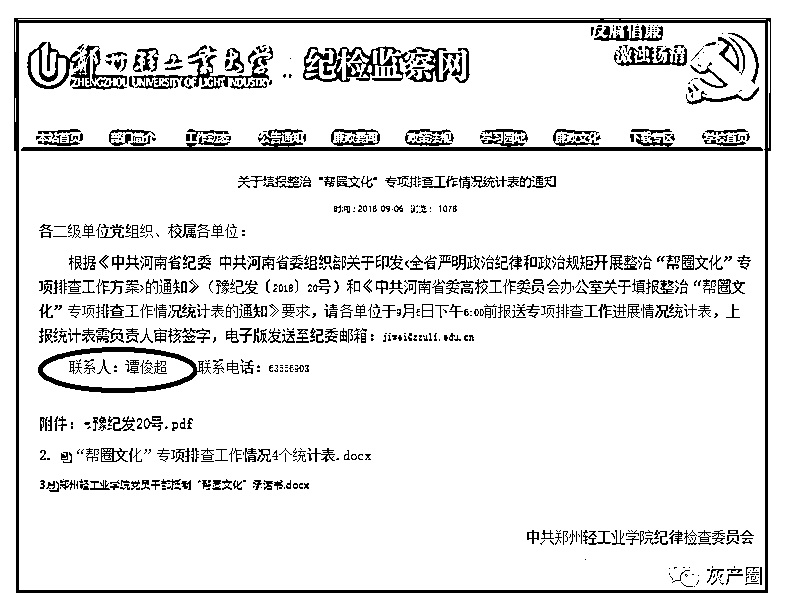 反腐倡廉
激浊扬清
郑州轻工业大学
ZHENGZHOU UNIVERSITY OF LIGHT INDUSTRY
纪检监察网
本站首页 部门简介 工作动态 公告通知 廉政要闻 政策法规 学习园地 廉政文化 下载专区 学校首页
关于填报整治“帮圈文化”专项排查工作情况统计表的通知
时间:2018-09-06 浏览: 1078
各二级单位党组织、校属各单位:
根据《中共河南省纪委 中共河南省委组织部关于印发<全省严明政治纪律和政治规矩开展整治“帮圈文化”专
项排查工作方案>的通知》(豫纪发〔2018〕20号)和《中共河南省委高校工作委员会办公室关于填报整治“帮圈文
化”专项排查工作情况统计表的通知》要求,请各单位于9月8日下午6:00前报送专项排查工作进展情况统计表,上
报统计表需负责人审核签字,电子版发送至纪委邮箱:jiwei@zzuli.edu.cn
联系人:谭俊超 联系电话:
附件: 豫纪发20号.pdf
2. “帮圈文化”专项排查工作情况4个统计表.docx
3. 郑州轻工业学院党员干部抵制“帮圈文化”承诺书.docx
中共郑州轻工业学院纪律检查委员会
灰产圈